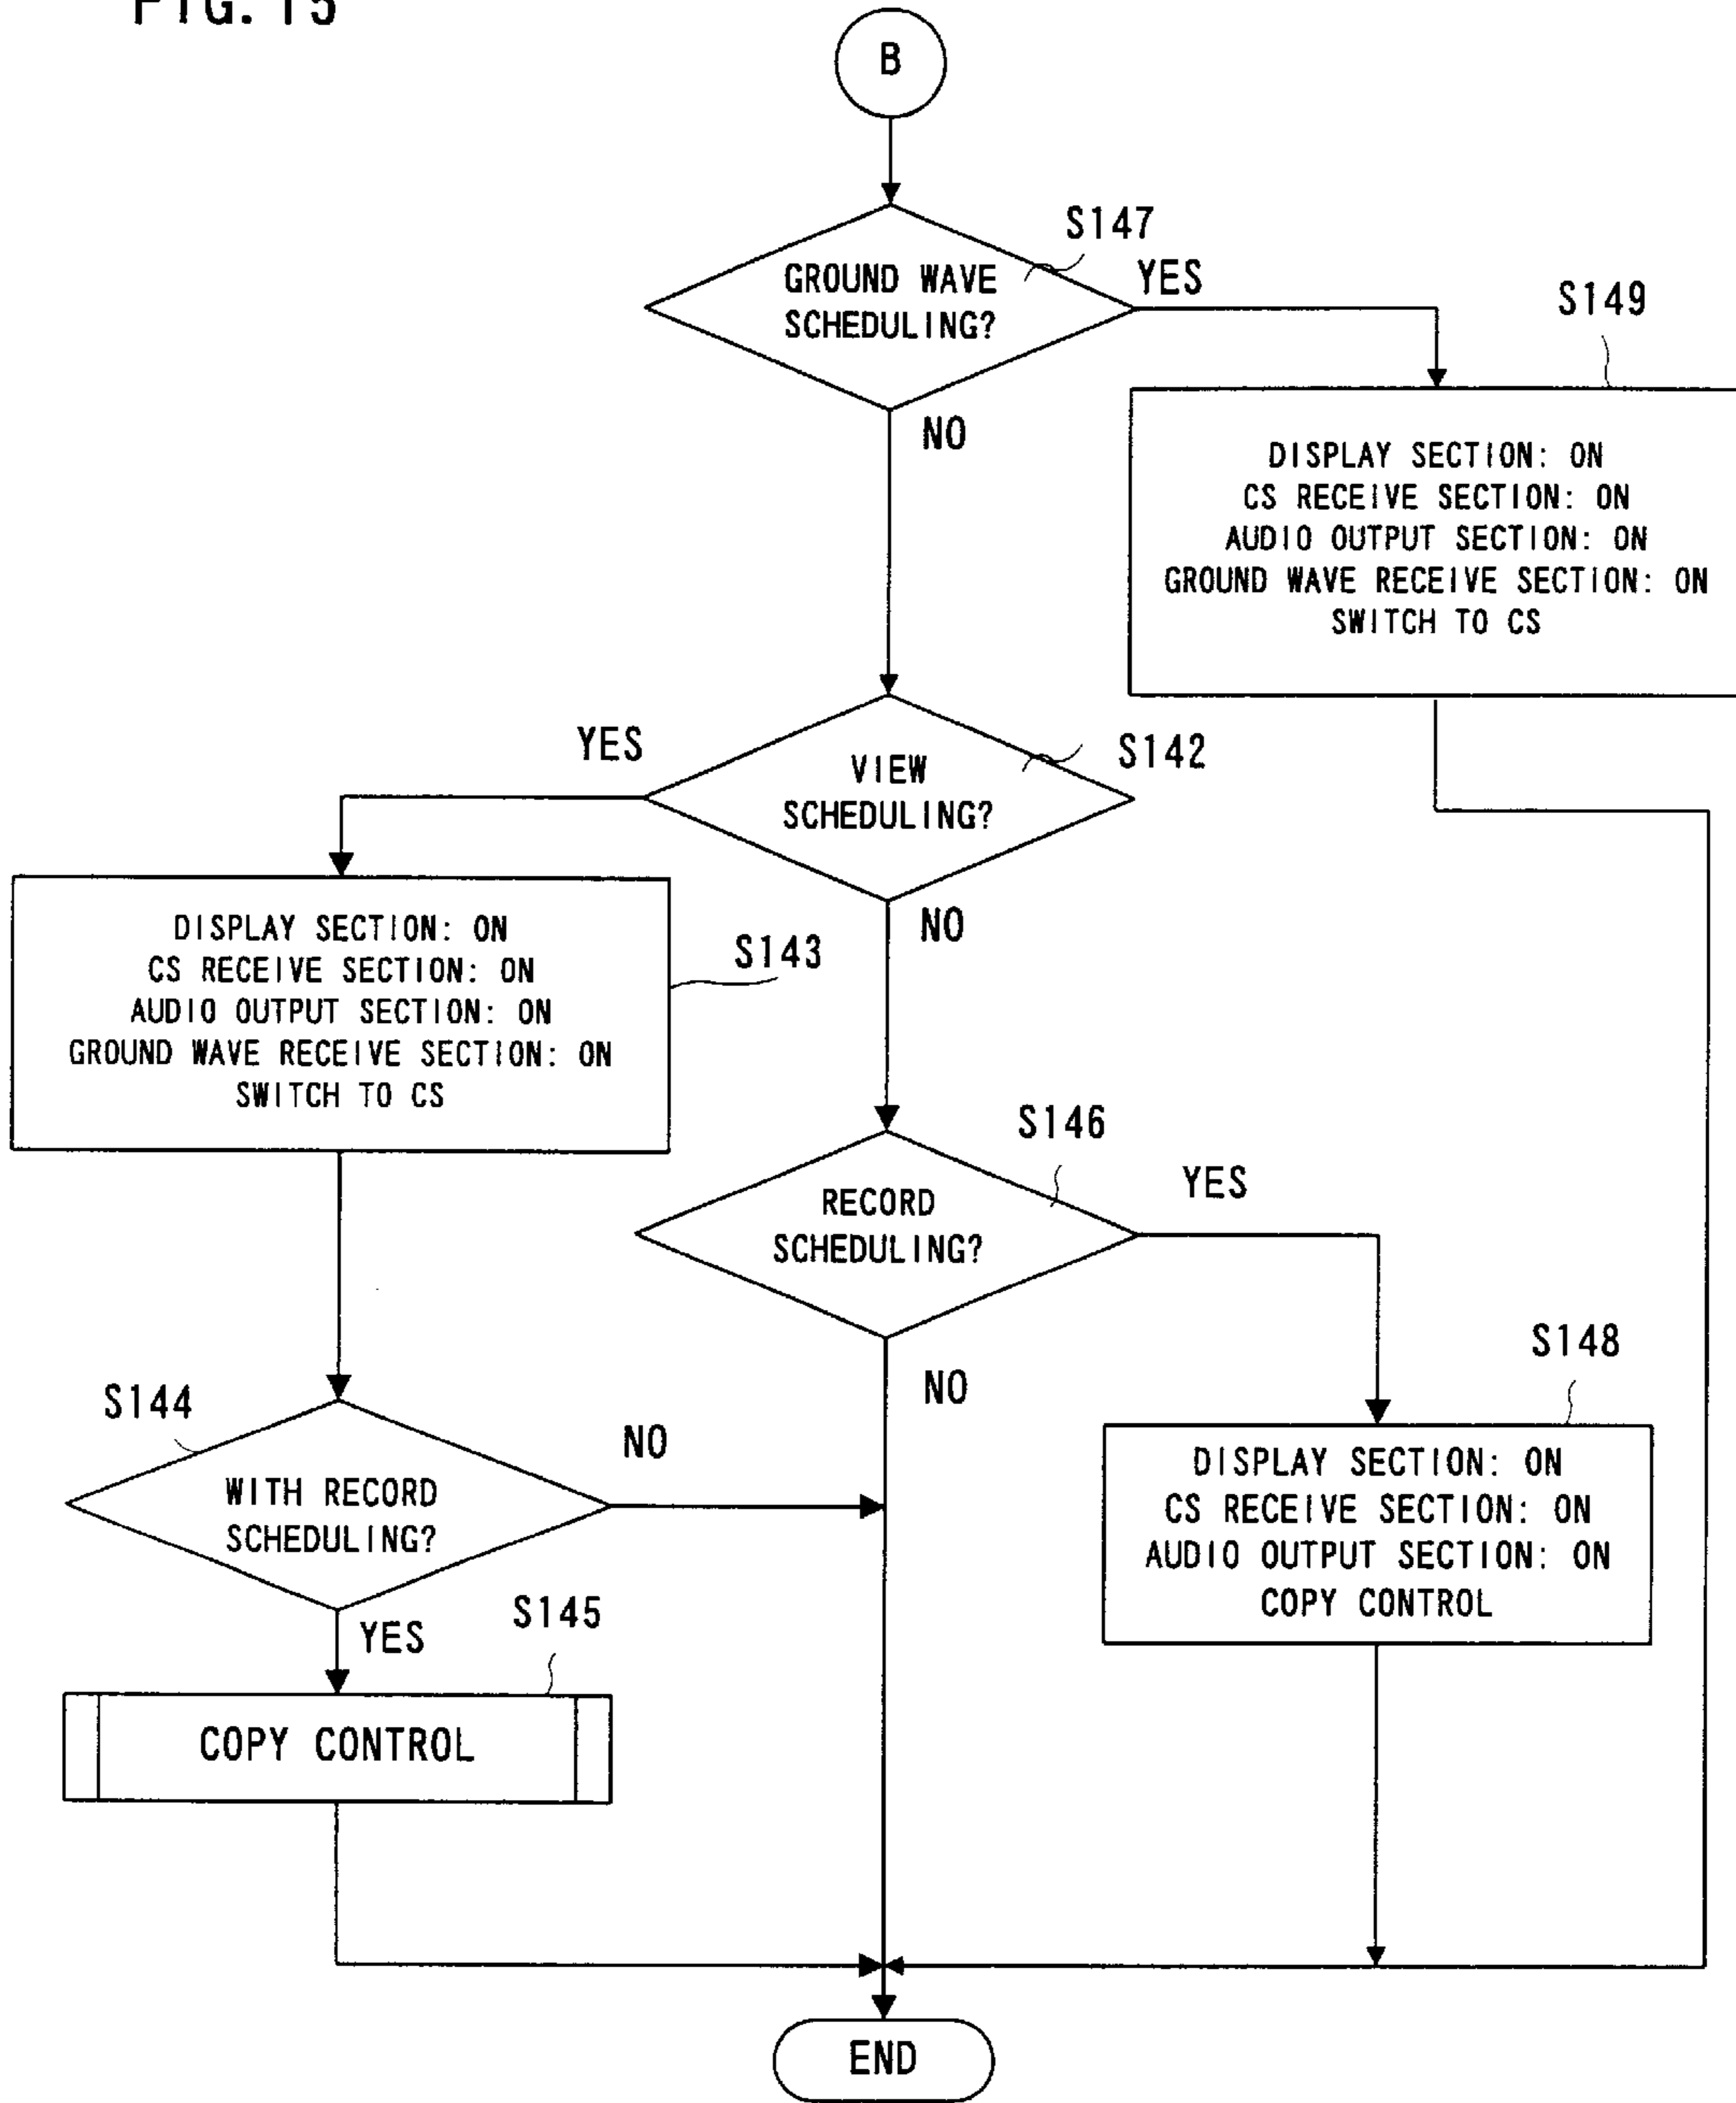 FIG. 15
B
S147
GROUND WAVE
SCHEDULING?
YES
NO
S149
DISPLAY SECTION: ON
CS RECEIVE SECTION: ON
AUDIO OUTPUT SECTION: ON
GROUND WAVE RECEIVE SECTION: ON
SWITCH TO CS
YES
S142
VIEW
SCHEDULING?
NO
DISPLAY SECTION: ON
CS RECEIVE SECTION: ON
AUDIO OUTPUT SECTION: ON
GROUND WAVE RECEIVE SECTION: ON
SWITCH TO CS
S143
S146
RECORD
SCHEDULING?
YES
NO
S144
WITH RECORD
SCHEDULING?
NO
YES
S148
DISPLAY SECTION: ON
CS RECEIVE SECTION: ON
AUDIO OUTPUT SECTION: ON
COPY CONTROL
S145
COPY CONTROL
END